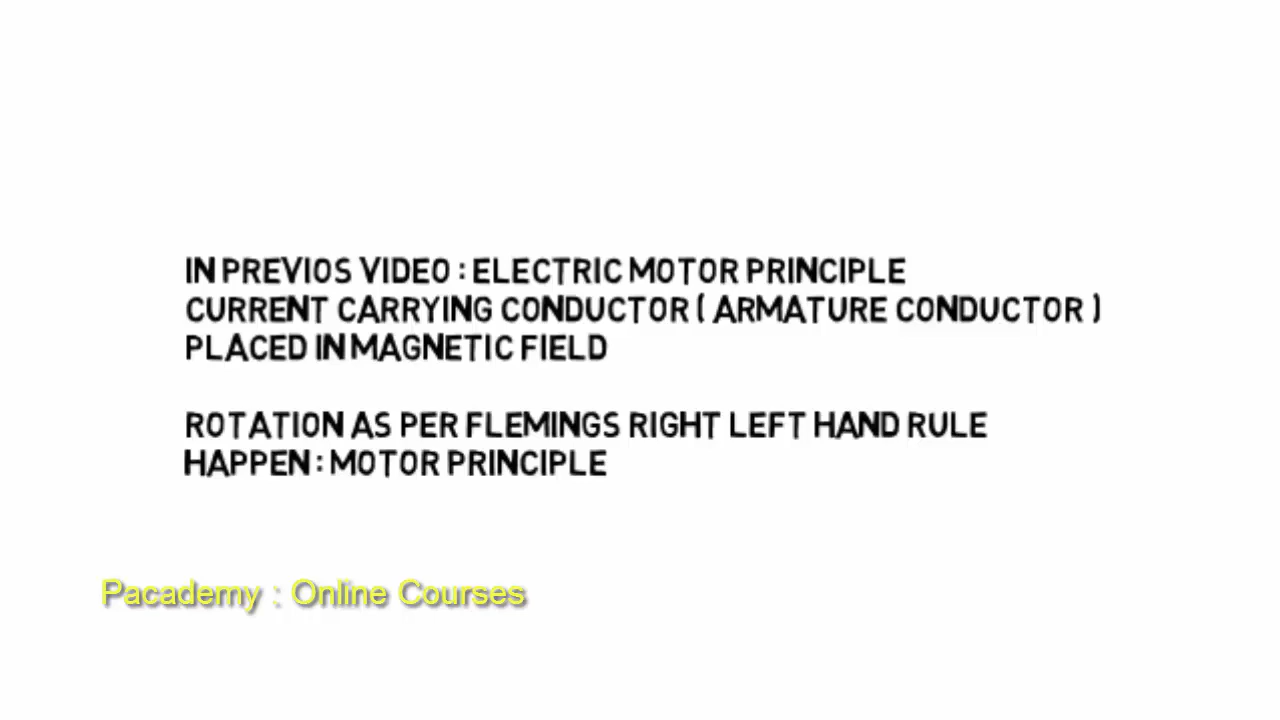 IN PREVIOS VIDEO : ELECTRIC MOTOR PRINCIPLE
CURRENT CARRYING CONDUCTOR ( ARMATURE CONDUCTOR )
PLACED IN MAGNETIC FIELD
ROTATION AS PER FLEMINGS RIGHT LEFT HAND RULE
HAPPEN : MOTOR PRINCIPLE
Pacademy : Online Courses